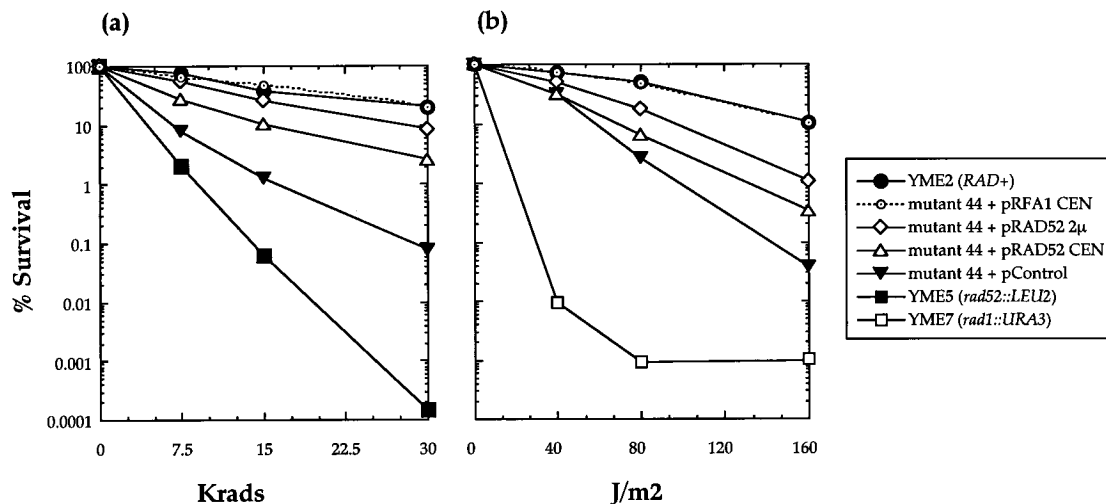 (a)
(b)
% Survival
100
10
1
0.1
0.01
0.001
0.0001
0
7.5
15
22.5
30
Krads
0
40
80
120
160
J/m2
YME2 (RAD+)
mutant 44 + pRFA1 CEN
mutant 44 + pRAD52 2µ
mutant 44 + pRAD52 CEN
mutant 44 + pControl
YME5 (rad52::LEU2)
YME7 (rad1::URA3)